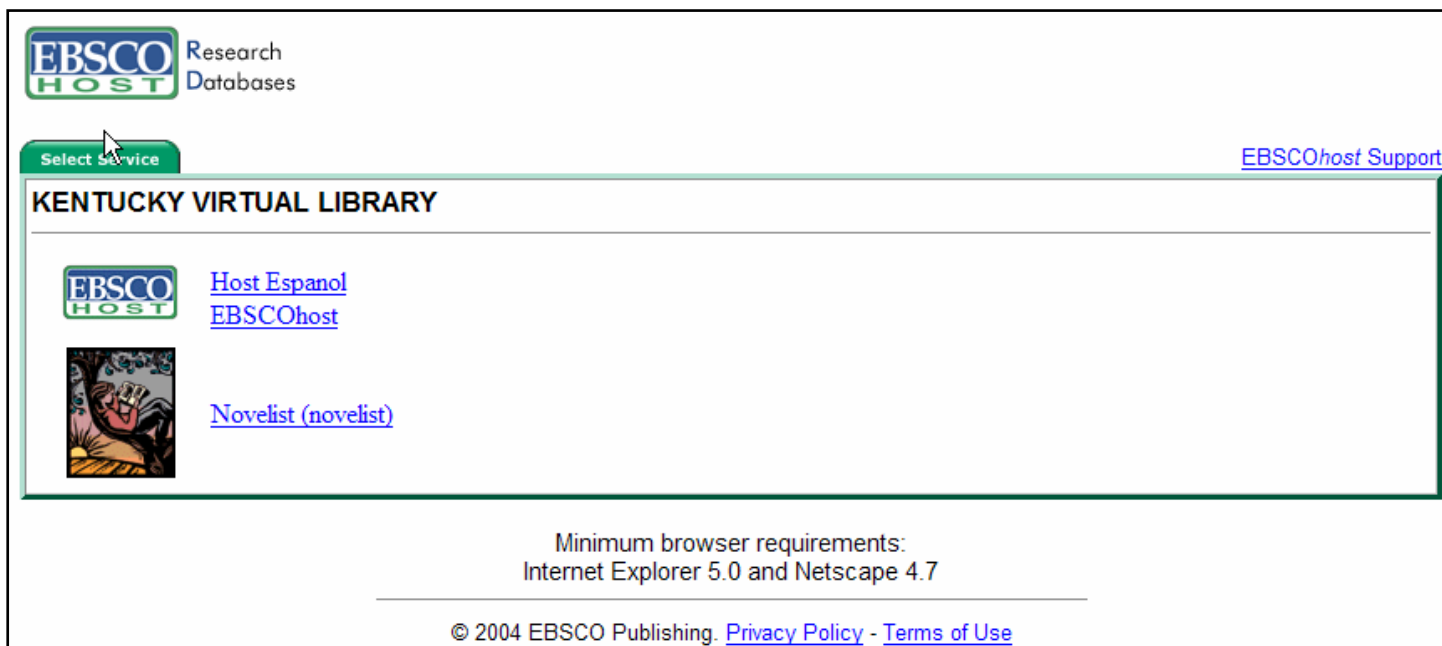 EBSCO Research
HOST Databases
Select Service
EBSCOhost Support
KENTUCKY VIRTUAL LIBRARY
EBSCO
HOST
Host Espanol
EBSCOhost
Novelist (novelist)
Minimum browser requirements:
Internet Explorer 5.0 and Netscape 4.7
© 2004 EBSCO Publishing. Privacy Policy - Terms of Use